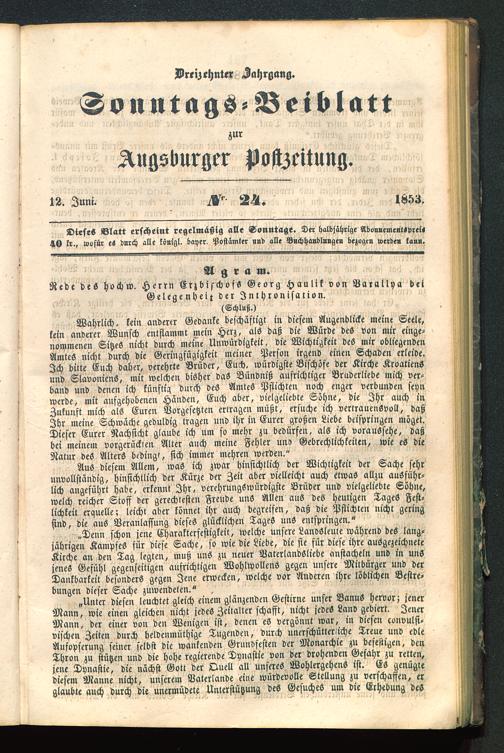 Dreizehnter Jahrgang.
Sonntags-Beiblatt
zur
Augsburger Postzeitung.
12. Juni. Nr. 24. 1853.
Dieses Blatt erscheint regelmäßig alle Sonntage. Der halbjährige Abonnementspreis
40 kr., wofür es durch alle königl. bayer. Postämter und alle Buchhandlungen bezogen werden kann.
Agram.
Rede des hochw. Herrn Erzbischofs Georg Haulik von Varallya bei
Gelegenheit der Inthronisation.
(Schluß.)
Wahrlich, kein anderer Gedanke beschäftigt in diesem Augenblicke meine Seele,
kein anderer Wunsch entflammt mein Herz, als daß die Würde des von mir einge-
nommenen Sitzes nicht durch meine Unwürdigkeit, die Wichtigkeit des mir obliegenden
Amtes nicht durch die Geringfügigkeit meiner Person irgend einen Schaden erleide.
Ich bitte Euch daher, verehrte Brüder, Euch, würdigste Bischöfe der Kirche Kroatiens
und Slavoniens, mit welchen bisher das Bündniß aufrichtiger Bruderliebe mich ver-
band und denen ich künftig durch des Amtes Pflichten noch enger verbunden seyn
werde, mit aufgehobenen Händen, Euch aber, vielgeliebte Söhne, die Ihr auch in
Zukunft mich als Euren Vorgesetzten ertragen müßt, ersuche ich vertrauensvoll, daß
Ihr meine Schwäche geduldig tragen und ihr in Eurer großen Liebe beispringen möget.
Dieser Eurer Nachsicht glaube ich um so mehr zu bedürfen, als ich voraussehe, daß
bei meinem vorgerückten Alter auch meine Fehler und Gebrechlichkeiten, wie es die
Natur des Alters bedingt, sich immer mehren werden."
Aus diesem Allem, was ich zwar hinsichtlich der Wichtigkeit der Sache sehr
unvollständig, hinsichtlich der Kürze der Zeit aber vielleicht auch etwas allzu ausführ-
lich angeführt habe, erkennt Ihr, verehrungswürdigste Brüder und vielgeliebte Söhne,
welch reicher Stoff der gerechtesten Freude uns Allen aus des heutigen Tages Fest-
lichkeit erquelle; leicht aber könnet ihr auch begreifen, daß die Pflichten nicht gering
sind, die aus Veranlassung dieses glücklichen Tages uns entspringen."
„Denn schon jene Charakterfestigkeit, welche unsere Landsleute während des lang-
jährigen Kampfes für diese Sache, so wie die Liebe, die sie für diese ihre ausgezeichnete
Kirche an den Tag legten, muß uns zu neuer Vaterlandsliebe anstacheln und in uns
jenes Gefühl gegenseitigen aufrichtigen Wohlwollens gegen unsere Mitbürger und der
Dankbarkeit besonders gegen Jene erwecken, welche vor Anderen ihre löblichen Bestre-
bungen dieser Sache zuwendeten."
„Unter diesen leuchtet gleich einem glänzenden Gestirne unser Banus hervor; jener
Mann, wie einen gleichen nicht jedes Zeitalter schafft, nicht jedes Land gebiert. Jener
Mann, der einer von den Wenigen ist, denen es vergönnt war, in diesen convulsi-
vischen Zeiten durch heldenmüthige Tugenden, durch unerschütterliche Treue und edle
Aufopferung seiner selbst die wankenden Grundfesten der Monarchie zu befestigen, den
Thron zu stützen und die hohe regierende Dynastie vor der drohenden Gefahr zu retten,
jene Dynastie, die nächst Gott der Quell all unseres Wohlergehens ist. Es genügte
diesem Manne nicht, unserem Vaterlande eine würdevolle Stellung zu verschaffen, er
glaubte auch durch die unermüdete Unterstützung des Gesuches um die Erhebung des